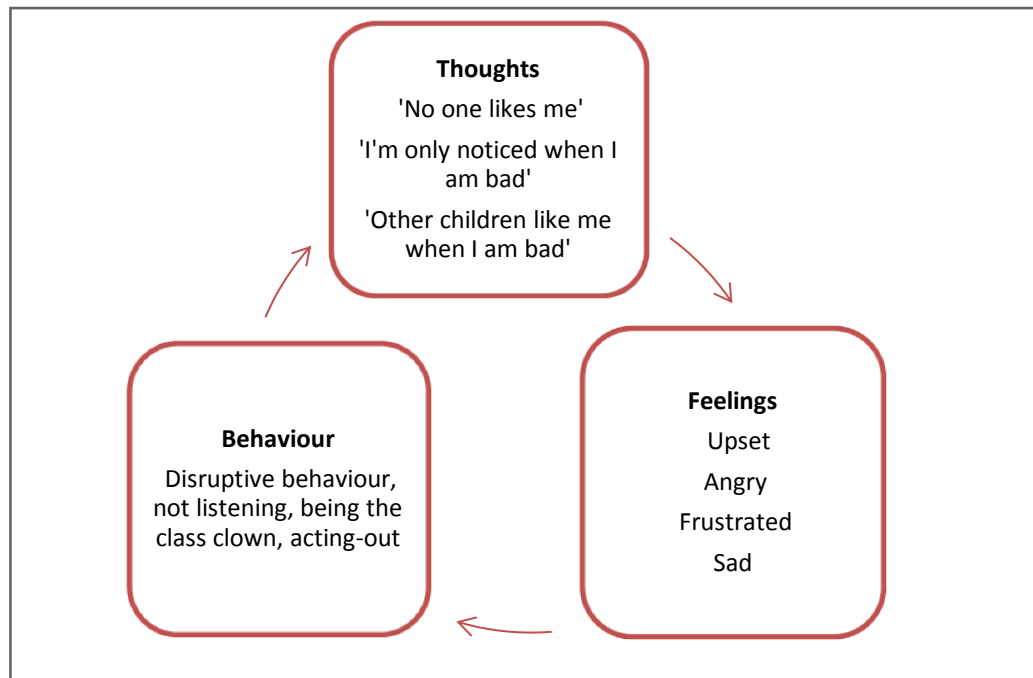 Thoughts
'No one likes me'
'I'm only noticed when I
am bad'
'Other children like me
when I am bad'
Behaviour
Disruptive behaviour,
not listening, being the
class clown, acting-out
Feelings
Upset
Angry
Frustrated
Sad